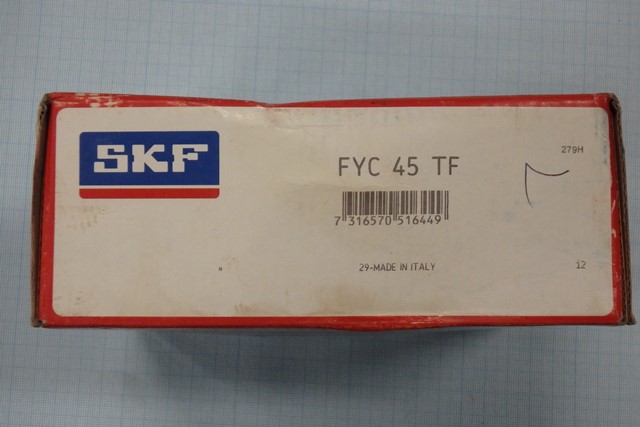 SKF
FYC 45 TF
279H
7 316570 516449
29-MADE IN ITALY
12